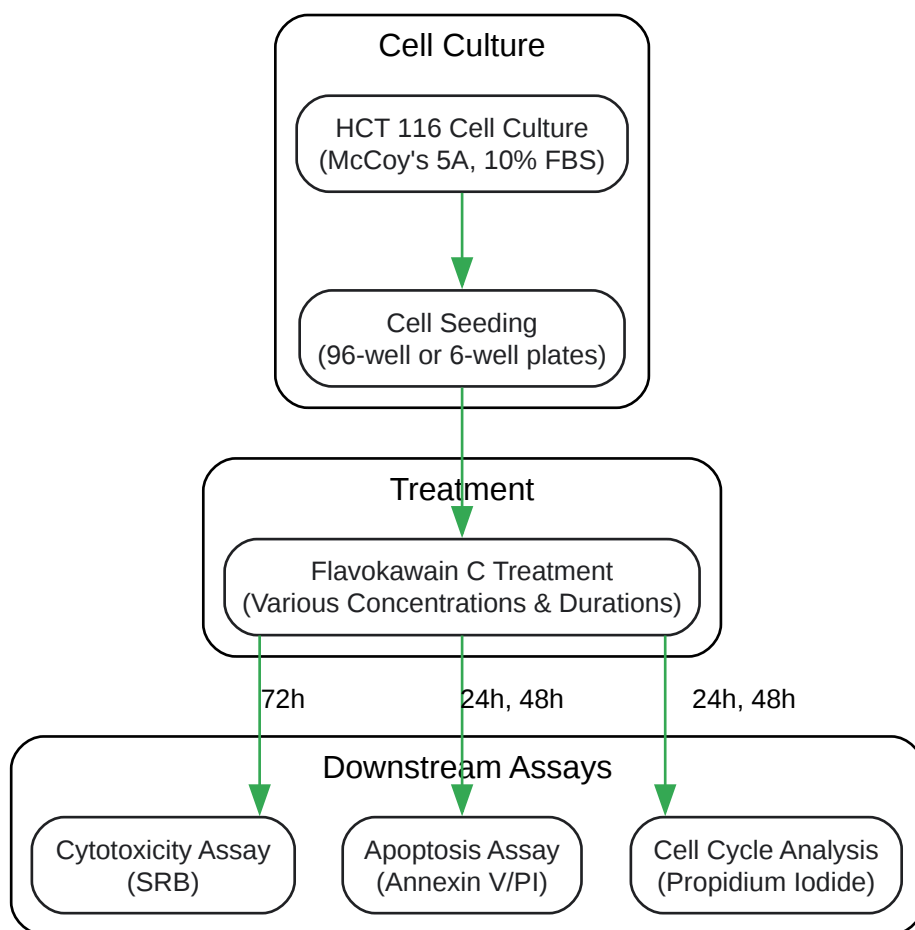 Cell Culture
HCT 116 Cell Culture
(McCoy's 5A, 10% FBS)
Cell Seeding
(96-well or 6-well plates)
Treatment
Flavokawain C Treatment
(Various Concentrations & Durations)
72h
24h, 48h
24h, 48h
Downstream Assays
Cytotoxicity Assay
(SRB)
Apoptosis Assay
(Annexin V/PI)
Cell Cycle Analysis
(Propidium Iodide)